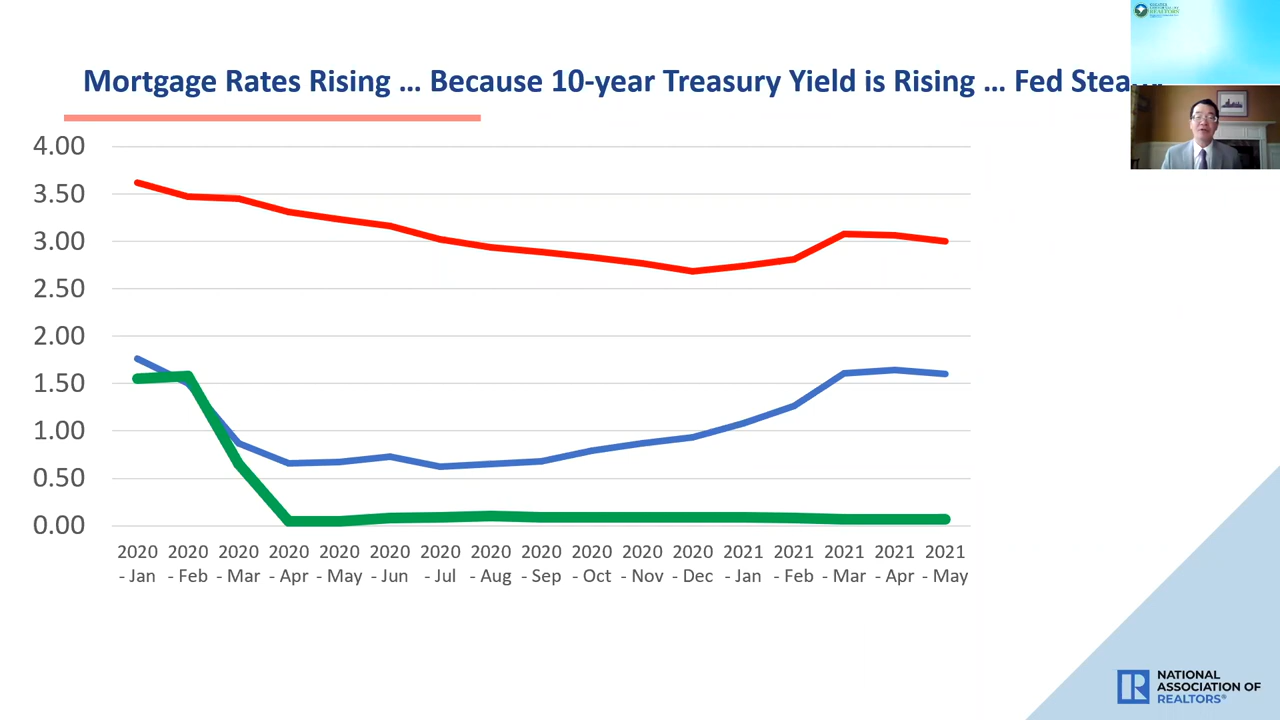 Mortgage Rates Rising … Because 10-year Treasury Yield is Rising … Fed
REALTORS
4.00
3.50
3.00
2.50
2.00
1.50
1.00
0.50
0.00
2020 2020 2020 2020 2020 2020 2020 2020 2020 2020 2020 2020 2021 2021 2021 2021 2021
- Jan - Feb - Mar - Apr - May - Jun - Jul - Aug - Sep - Oct - Nov - Dec - Jan - Feb - Mar - Apr - May
NATIONAL
ASSOCIATION OF
REALTORS®